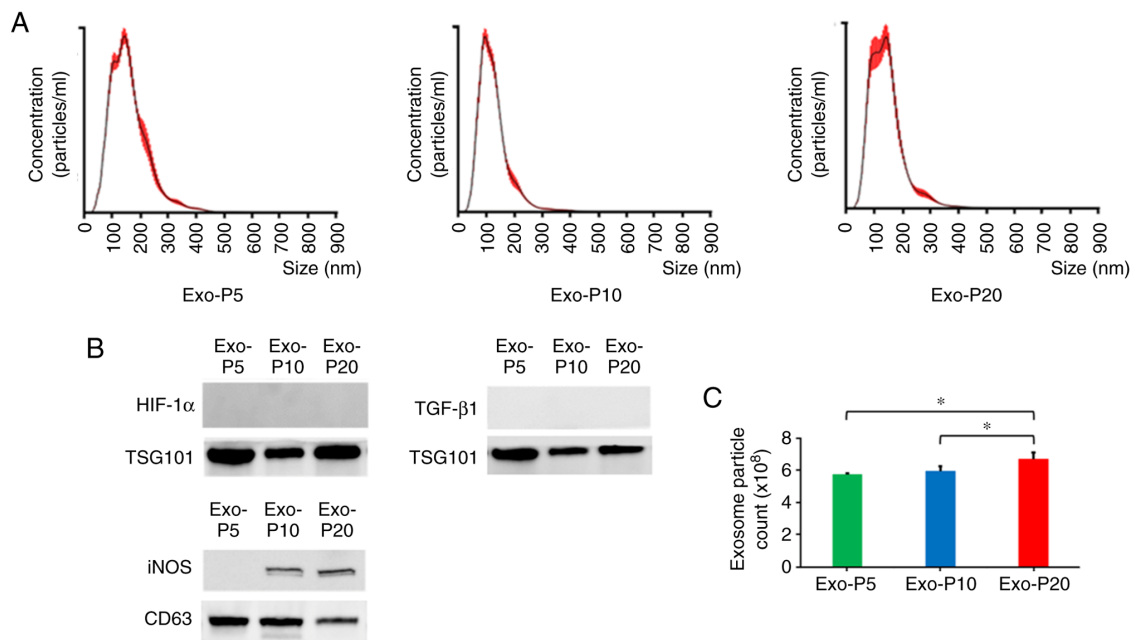 A
Concentration
(particles/ml)
0 100 200 300 400 500 600 700 800 900
Size (nm)
Exo-P5
Concentration
(particles/ml)
0 100 200 300 400 500 600 700 800 900
Size (nm)
Exo-P10
Concentration
(particles/ml)
0 100 200 300 400 500 600 700 800 900
Size (nm)
Exo-P20
B
Exo- Exo- Exo-
P5 P10 P20
HIF-1α
TSG101
Exo- Exo- Exo-
P5 P10 P20
TGF-β1
TSG101
Exo- Exo- Exo-
P5 P10 P20
iNOS
CD63
C
*
*
Exosome particle
count (x10⁸)
8
6
4
2
0
Exo-P5 Exo-P10 Exo-P20